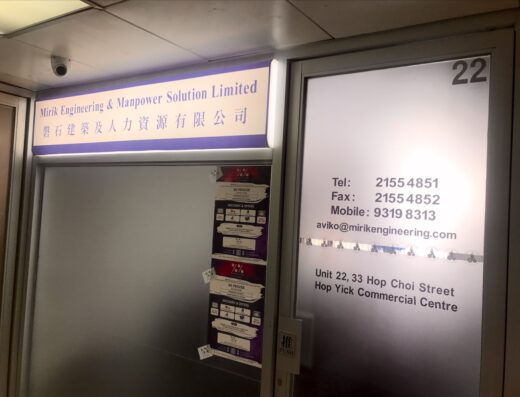 Mirik Engineering & Manpower Solution Limited
磐石建築及人力資源有限公司
22
Tel: 2155 4851
Fax: 2155 4852
Mobile: 9319 8313
aviko@mirikengineering.com
Unit 22, 33 Hop Choi Street
Hop Yick Commercial Centre
推
PUSH